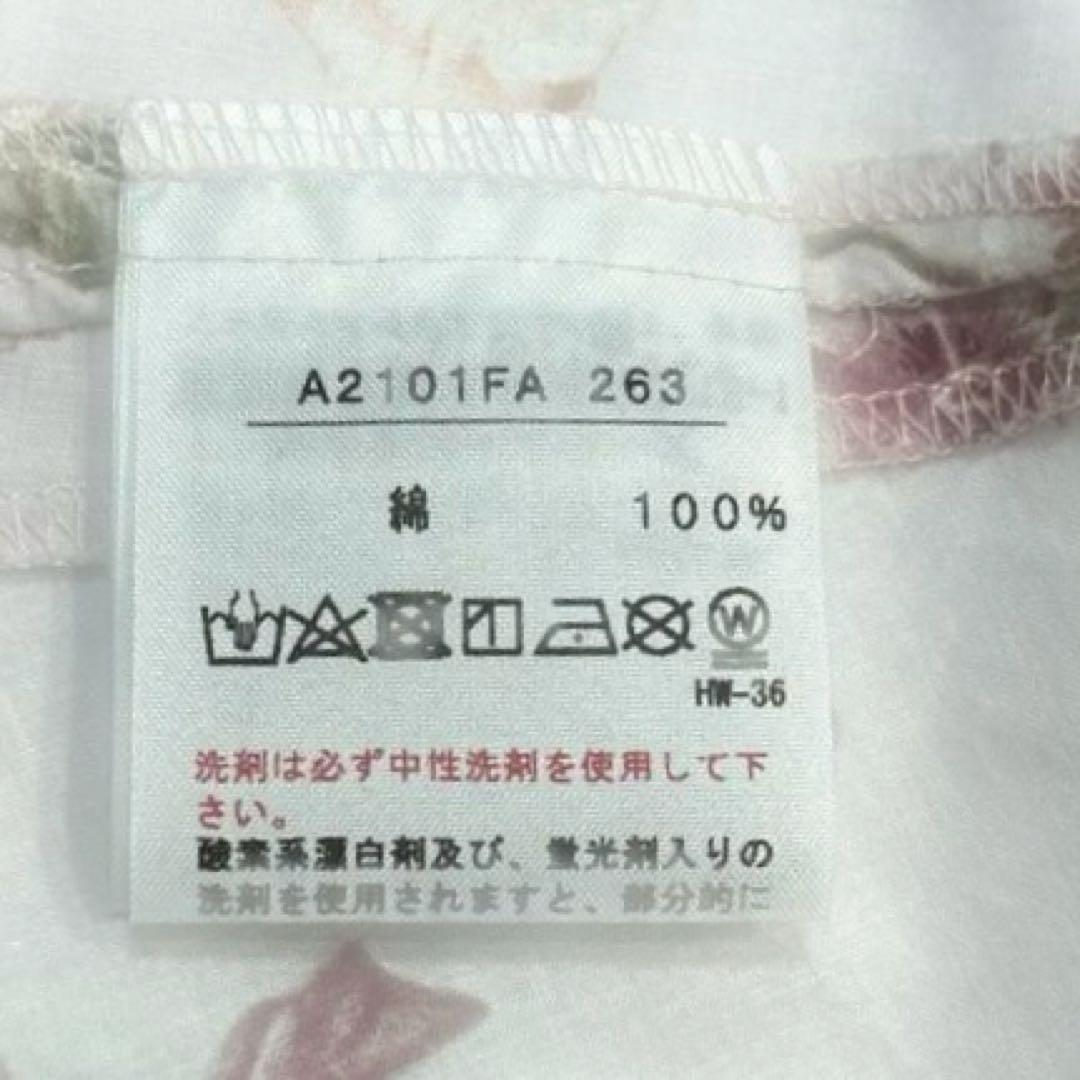 A2101FA 263
綿 100%
W
HW-36
洗剤は必ず中性洗剤を使用して下
さい。
酸素系漂白剤及び、蛍光剤入りの
洗剤を使用されますと、部分的に